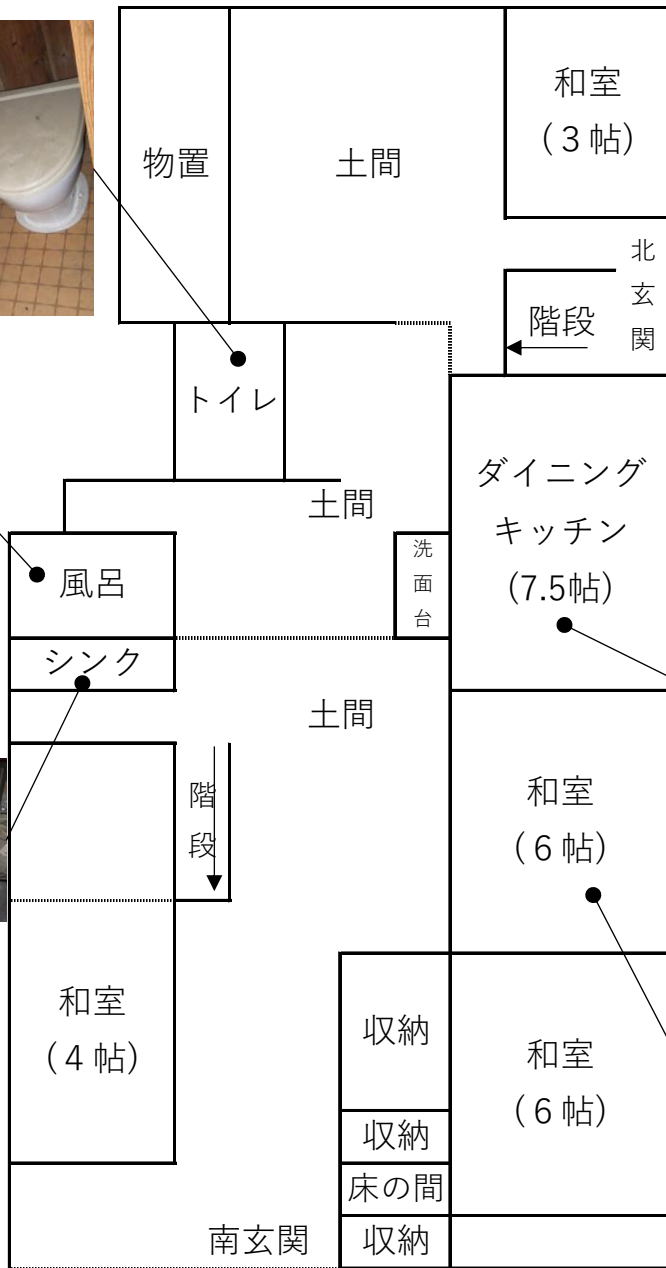 和室
(３帖)
物置
土間
北玄関
階段
トイレ
ダイニング
キッチン
(7.5帖)
土間
洗面台
風呂
シンク
土間
階段
和室
(６帖)
和室
(４帖)
収納
和室
(６帖)
収納
床の間
南玄関
収納